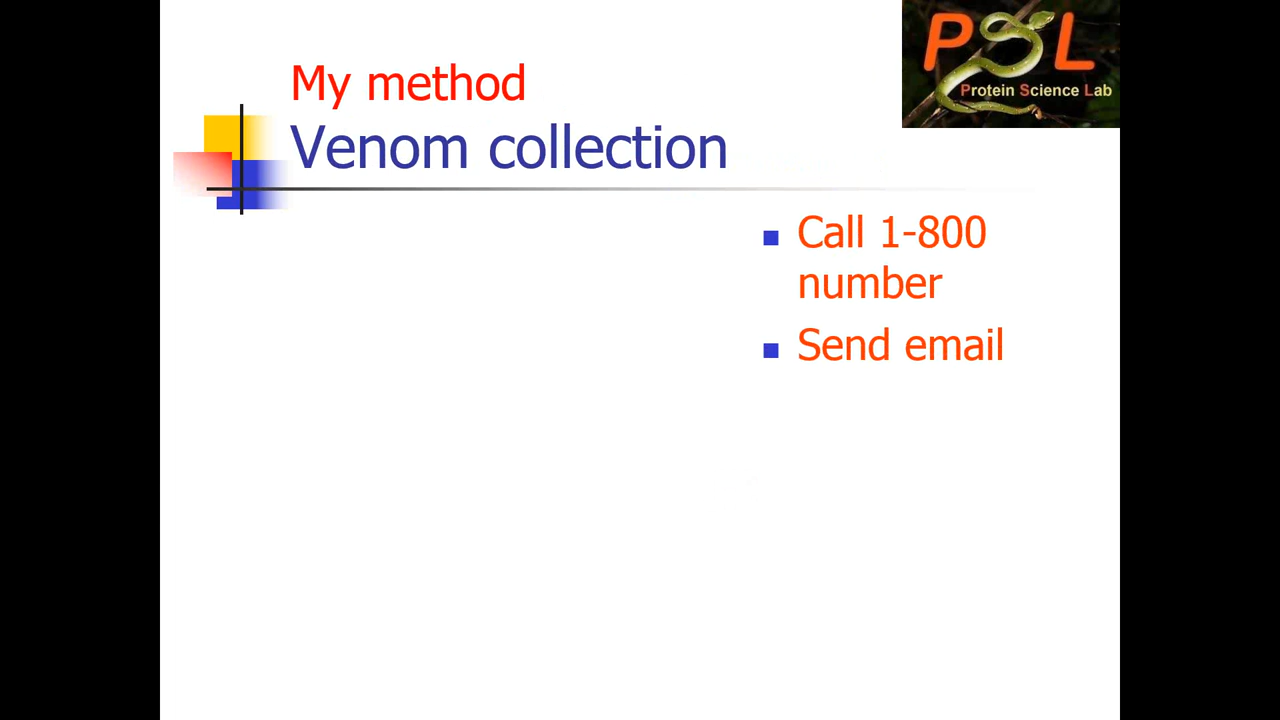 PSL
Protein Science Lab
My method
Venom collection
Call 1-800
number
Send email